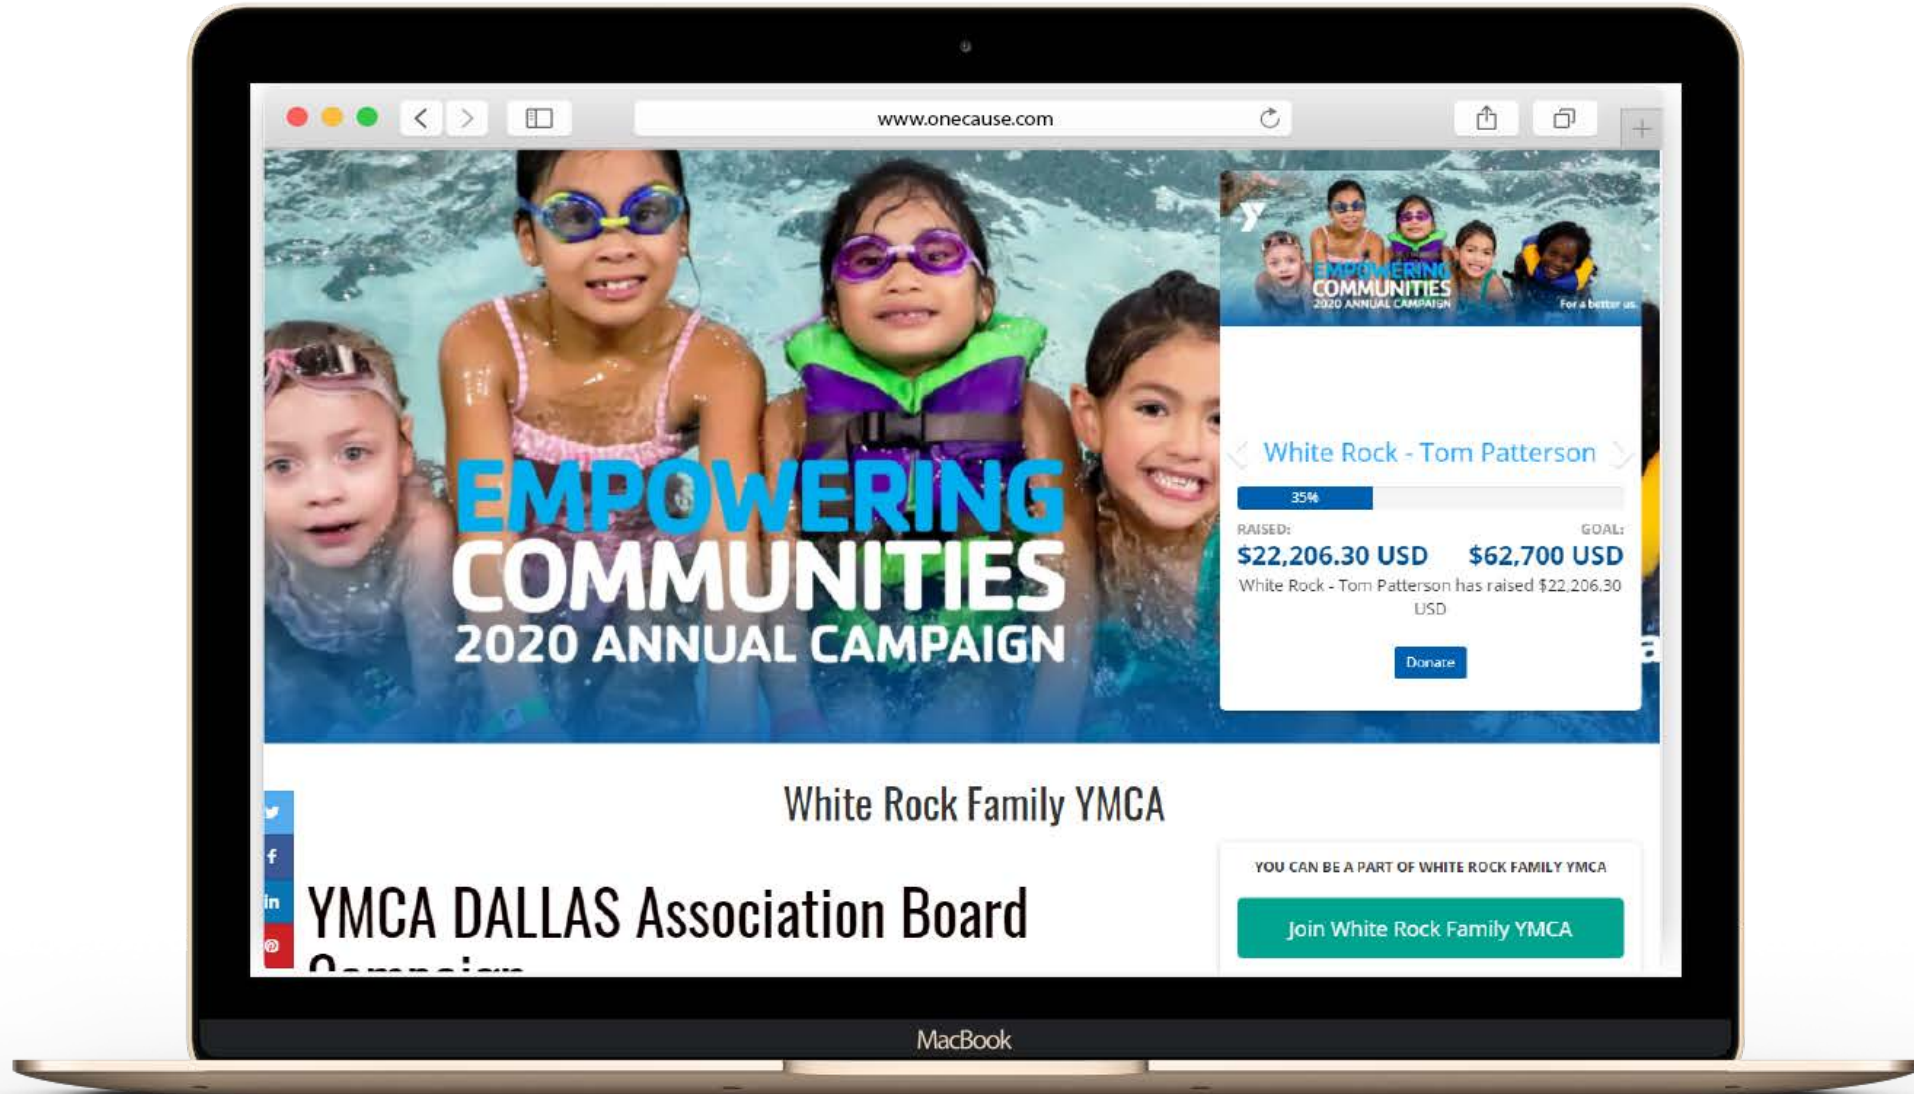 www.onecause.com
EMPOWERING
COMMUNITIES
2020 ANNUAL CAMPAIGN
EMPOWERING
COMMUNITIES
2020 ANNUAL CAMPAIGN
For a better us.
White Rock - Tom Patterson
35%
RAISED: GOAL:
$22,206.30 USD $62,700 USD
White Rock - Tom Patterson has raised $22,206.30
USD
Donate
White Rock Family YMCA
YMCA DALLAS Association Board
YOU CAN BE A PART OF WHITE ROCK FAMILY YMCA
Join White Rock Family YMCA
MacBook